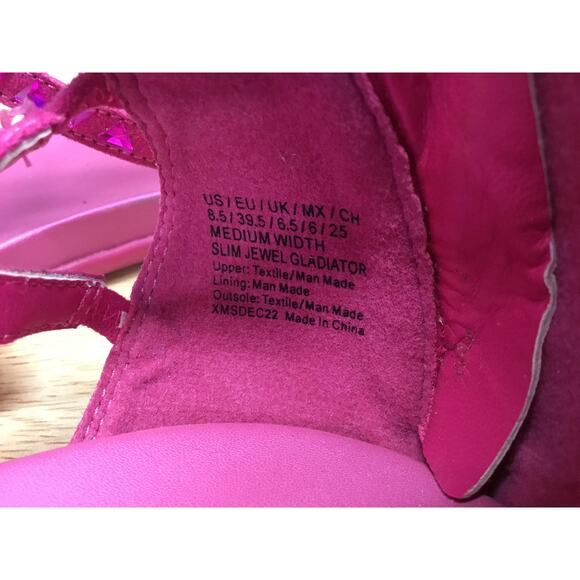 US / EU / UK / MX / CH
8.5 / 39.5 / 6.5 / 6 / 25
MEDIUM WIDTH
SLIM JEWEL GLADIATOR
Upper: Textile/Man Made
Lining: Man Made
Outsole: Textile/Man Made
XMSDEC22 Made In China